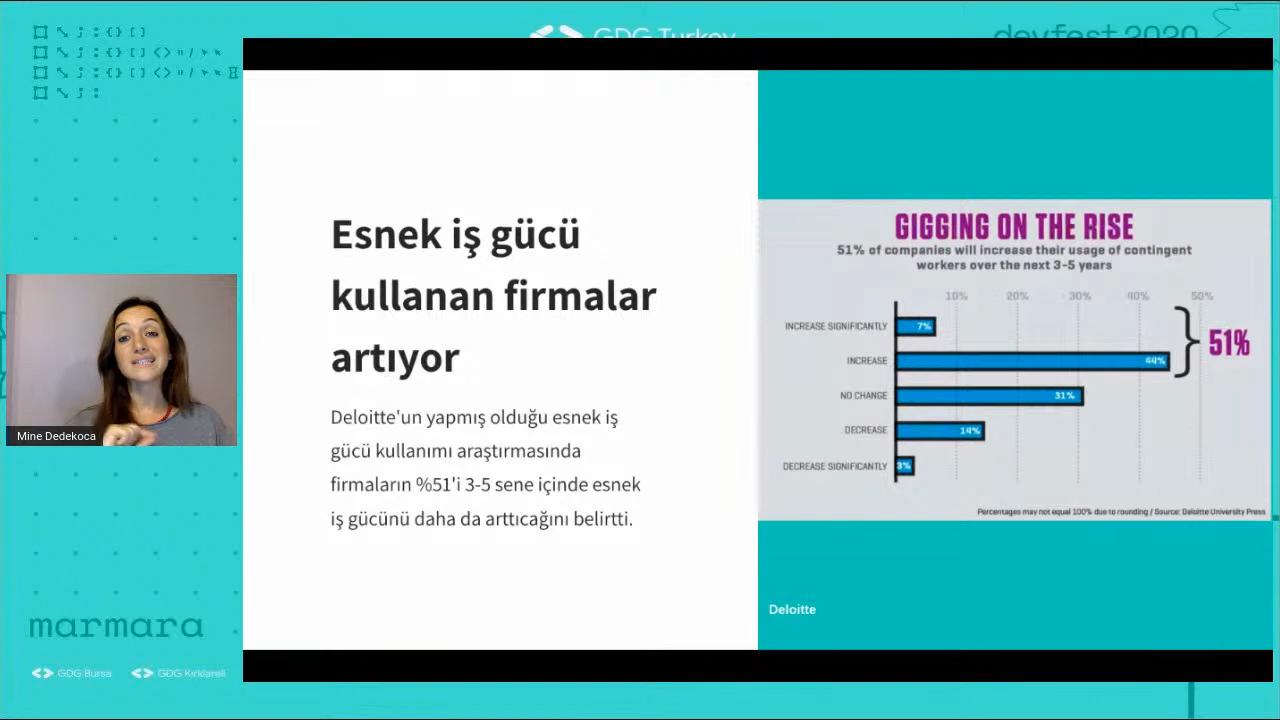 GDG Turkey
devfest 2020
Esnek iş gücü
kullanan firmalar
artıyor
Deloitte'un yapmış olduğu esnek iş
gücü kullanımı araştırmasında
firmaların %51'i 3-5 sene içinde esnek
iş gücünü daha da arttıcağını belirtti.
GIGGING ON THE RISE
51% of companies will increase their usage of contingent
workers over the next 3-5 years
10% 20% 30% 40% 50%
INCREASE SIGNIFICANTLY 7%
INCREASE 44%
51%
NO CHANGE 31%
DECREASE 14%
DECREASE SIGNIFICANTLY 3%
Percentages may not equal 100% due to rounding / Source: Deloitte University Press
Deloitte
Mine Dedekoca
marmara
GDG Bursa
GDG Kırklareli